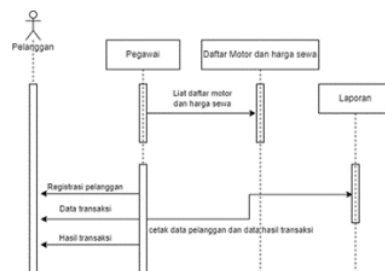 Pelanggan
Pegawai
Daftar Motor dan harga sewa
Liat daftar motor
dan harga sewa
Laporan
Registrasi pelanggan
Data transaksi
cetak data pelanggan dan data hasil transaksi
Hasil transaksi